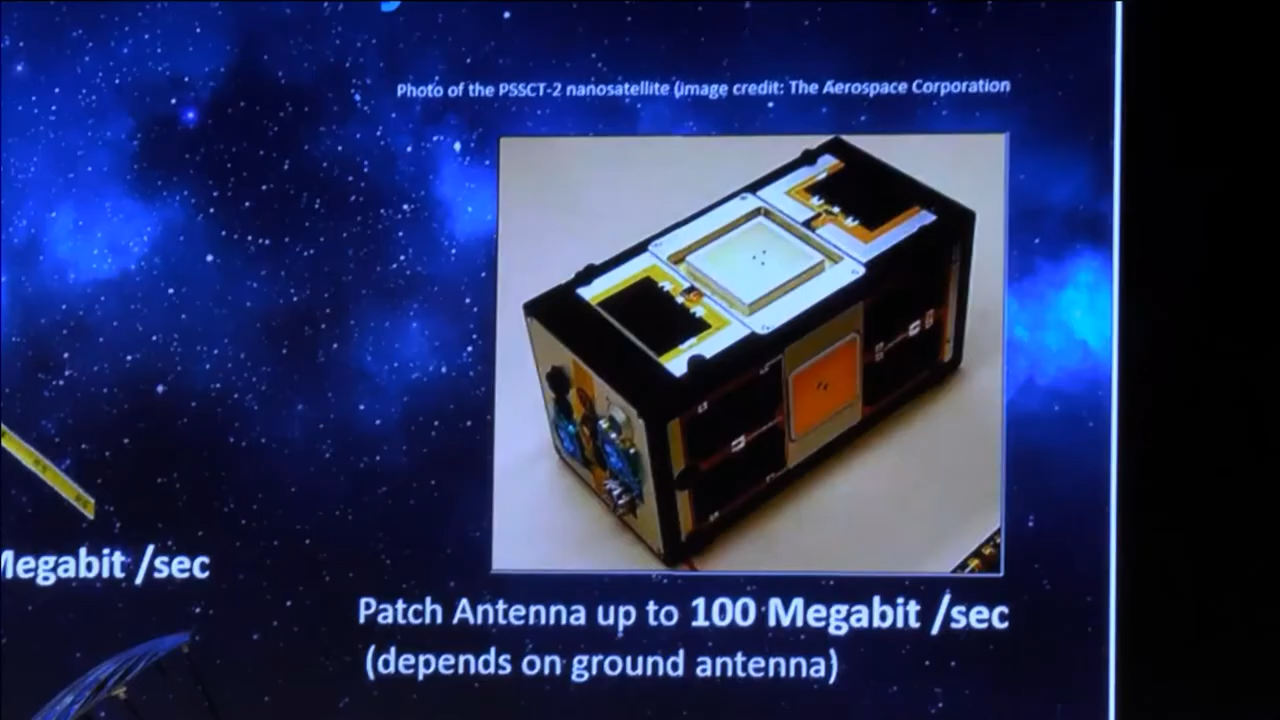 Photo of the PSSCT-2 nanosatellite (image credit: The Aerospace Corporation
Megabit /sec
Patch Antenna up to 100 Megabit /sec
(depends on ground antenna)